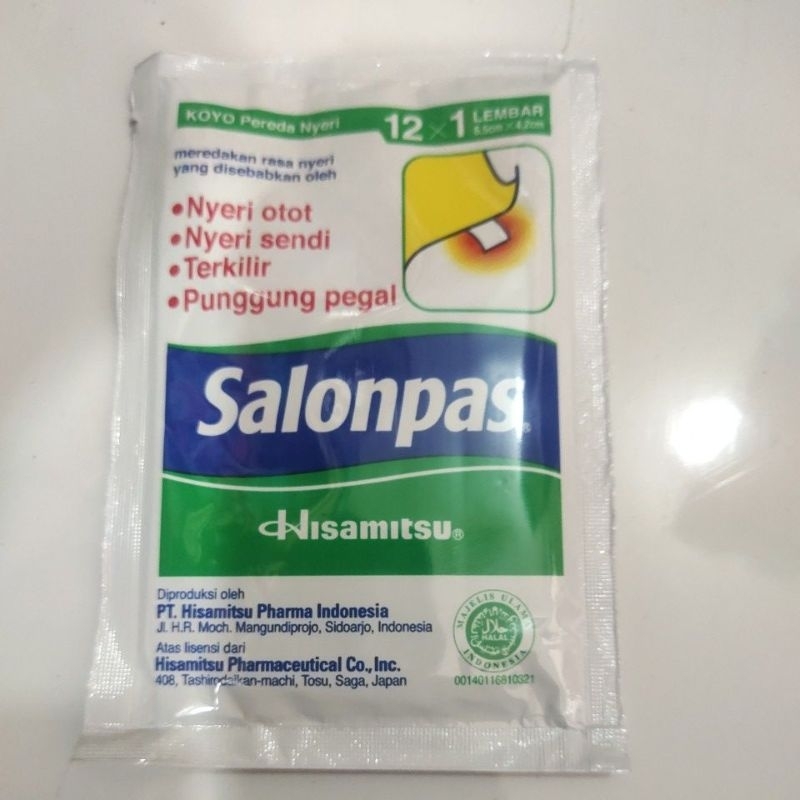 KOYO Pereda Nyeri
12 x 1 LEMBAR
6.5cm x 4.2cm
meredakan rasa nyeri
yang disebabkan oleh
•Nyeri otot
•Nyeri sendi
•Terkilir
•Punggung pegal
Salonpas®
Hisamitsu®
Diproduksi oleh
PT. Hisamitsu Pharma Indonesia
Jl. H.R. Moch. Mangundiprojo, Sidoarjo, Indonesia
Atas lisensi dari
Hisamitsu Pharmaceutical Co., Inc.
408, Tashirodaikan-machi, Tosu, Saga, Japan
MAJELIS ULAMA
حلال
HALAL
INDONESIA
00140116810321